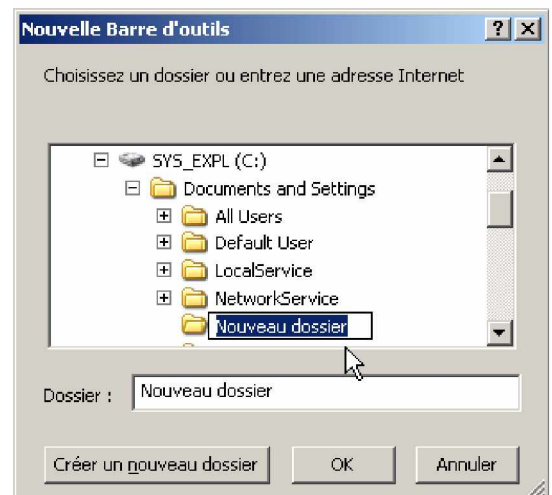 Nouvelle Barre d'outils
Choisissez un dossier ou entrez une adresse Internet
SYS_EXPL (C:)
Documents and Settings
All Users
Default User
LocalService
NetworkService
Nouveau dossier
Dossier : Nouveau dossier
Créer un nouveau dossier OK Annuler